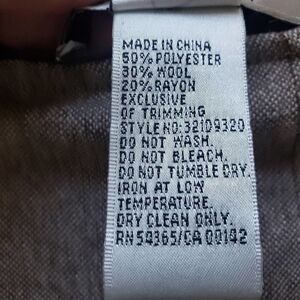 MADE IN CHINA
50% POLYESTER
30% WOOL
20% RAYON
EXCLUSIVE
OF TRIMMING
STYLE NO: 32109320
DO NOT WASH.
DO NOT BLEACH.
DO NOT TUMBLE DRY.
IRON AT LOW
TEMPERATURE.
DRY CLEAN ONLY.
RN 54365/CA 00142